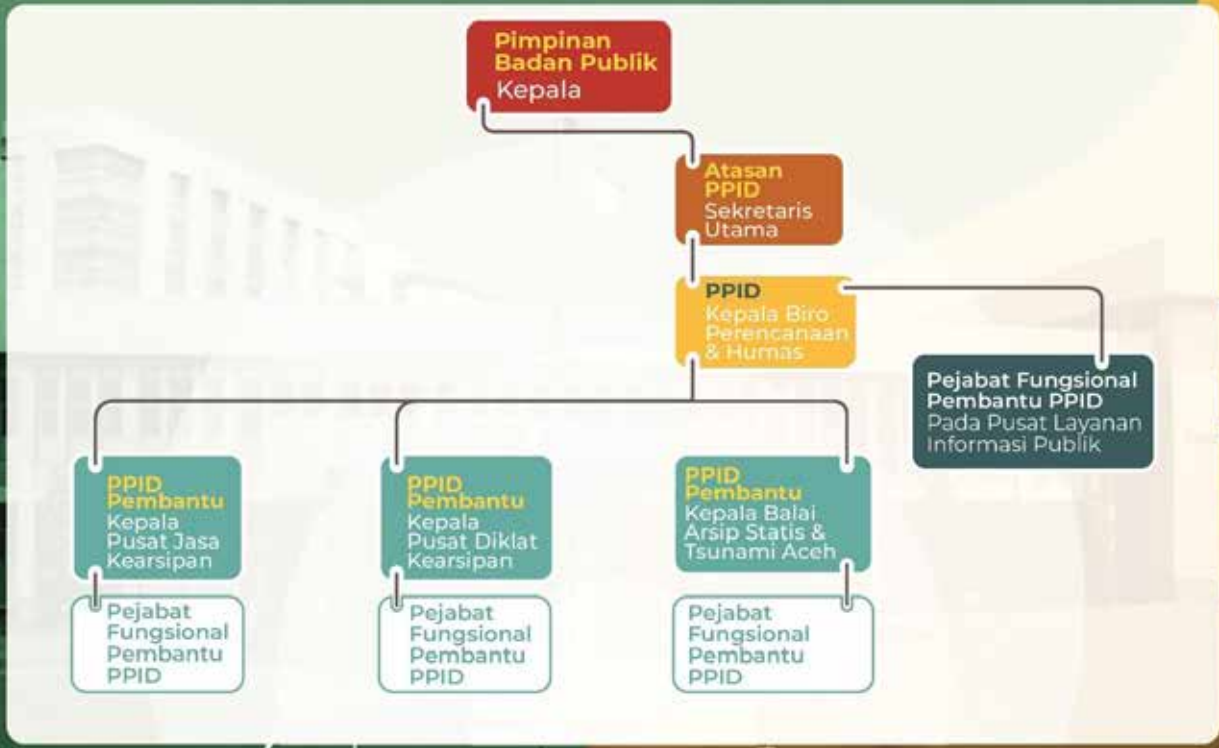 Pimpinan
Badan Publik
Kepala
Atasan
PPID
Sekretaris
Utama
PPID
Kepala Biro
Perencanaan
& Humas
Pejabat Fungsional
Pembantu PPID
Pada Pusat Layanan
Informasi Publik
PPID
Pembantu
Kepala
Pusat Jasa
Kearsipan
PPID
Pembantu
Kepala
Pusat Diklat
Kearsipan
PPID
Pembantu
Kepala Balai
Arsip Statis &
Tsunami Aceh
Pejabat
Fungsional
Pembantu
PPID
Pejabat
Fungsional
Pembantu
PPID
Pejabat
Fungsional
Pembantu
PPID